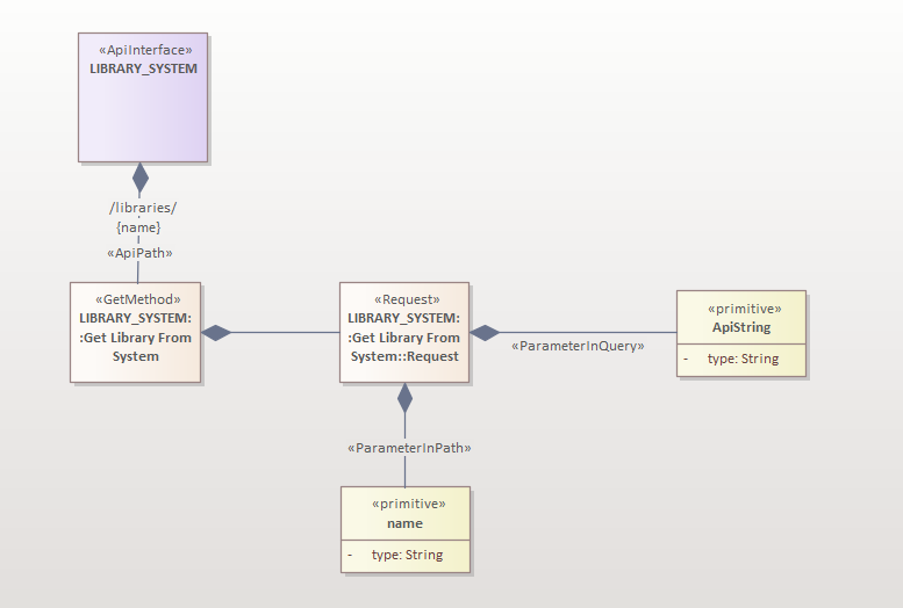 «ApiInterface»
LIBRARY_SYSTEM
/libraries/
{name}
«ApiPath»
«GetMethod»
LIBRARY_SYSTEM:
:Get Library From
System
«Request»
LIBRARY_SYSTEM:
:Get Library From
System::Request
«ParameterInQuery»
«primitive»
ApiString
- type: String
«ParameterInPath»
«primitive»
name
- type: String